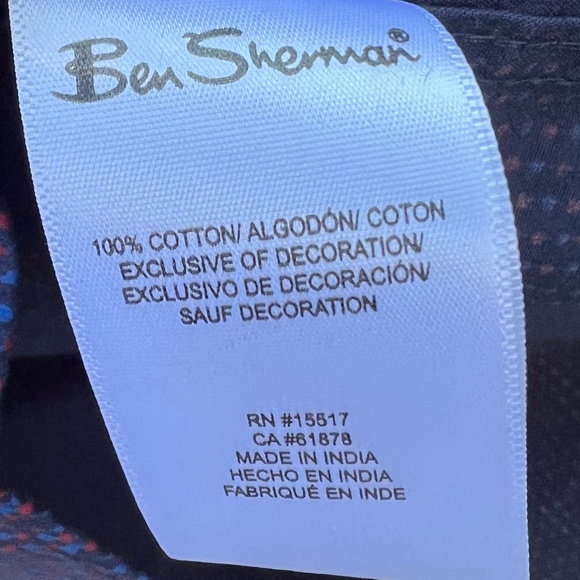 Ben Sherman®
100% COTTON/ ALGODÓN/ COTON
EXCLUSIVE OF DECORATION/
EXCLUSIVO DE DECORACIÓN/
SAUF DECORATION
RN #15517
CA #61878
MADE IN INDIA
HECHO EN INDIA
FABRIQUÉ EN INDE